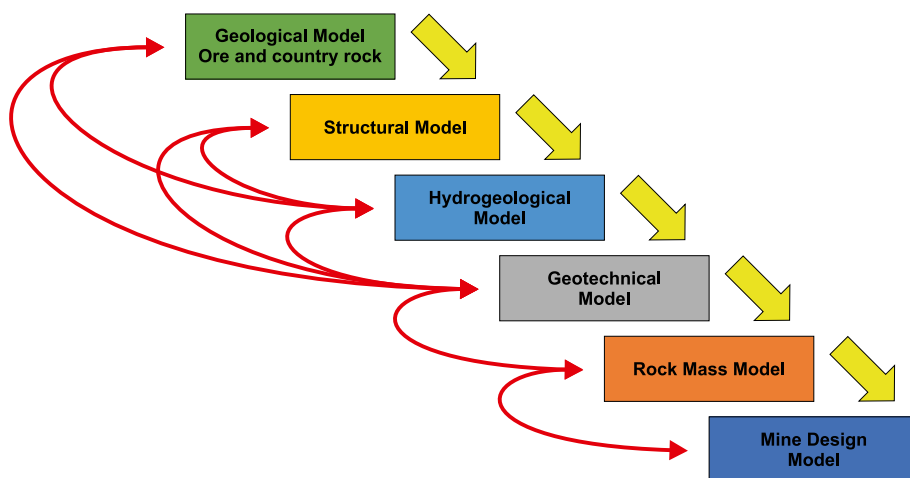 Geological Model
Ore and country rock
Structural Model
Hydrogeological
Model
Geotechnical
Model
Rock Mass Model
Mine Design
Model